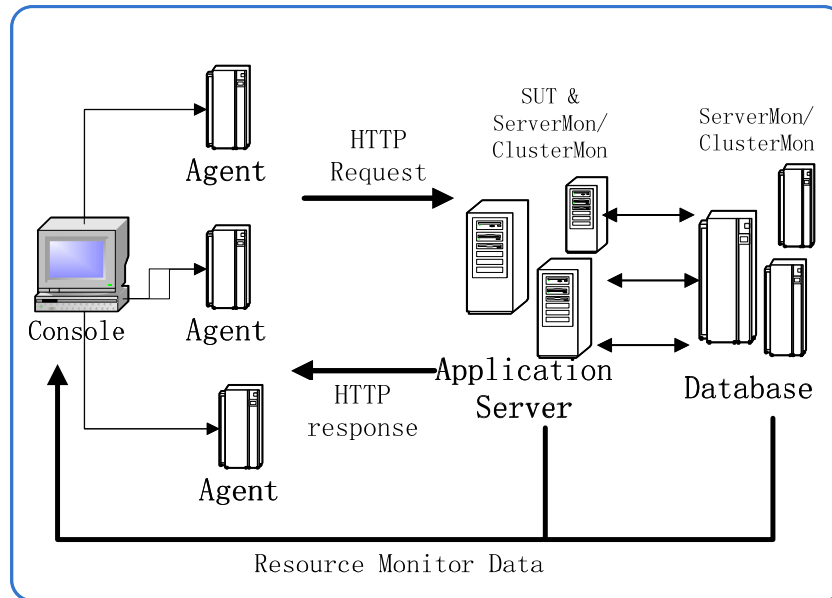 SUT &
ServerMon/
ClusterMon
ServerMon/
ClusterMon
HTTP
Request
Agent
Agent
Console
Agent
HTTP
response
Application
Server
Database
Resource Monitor Data